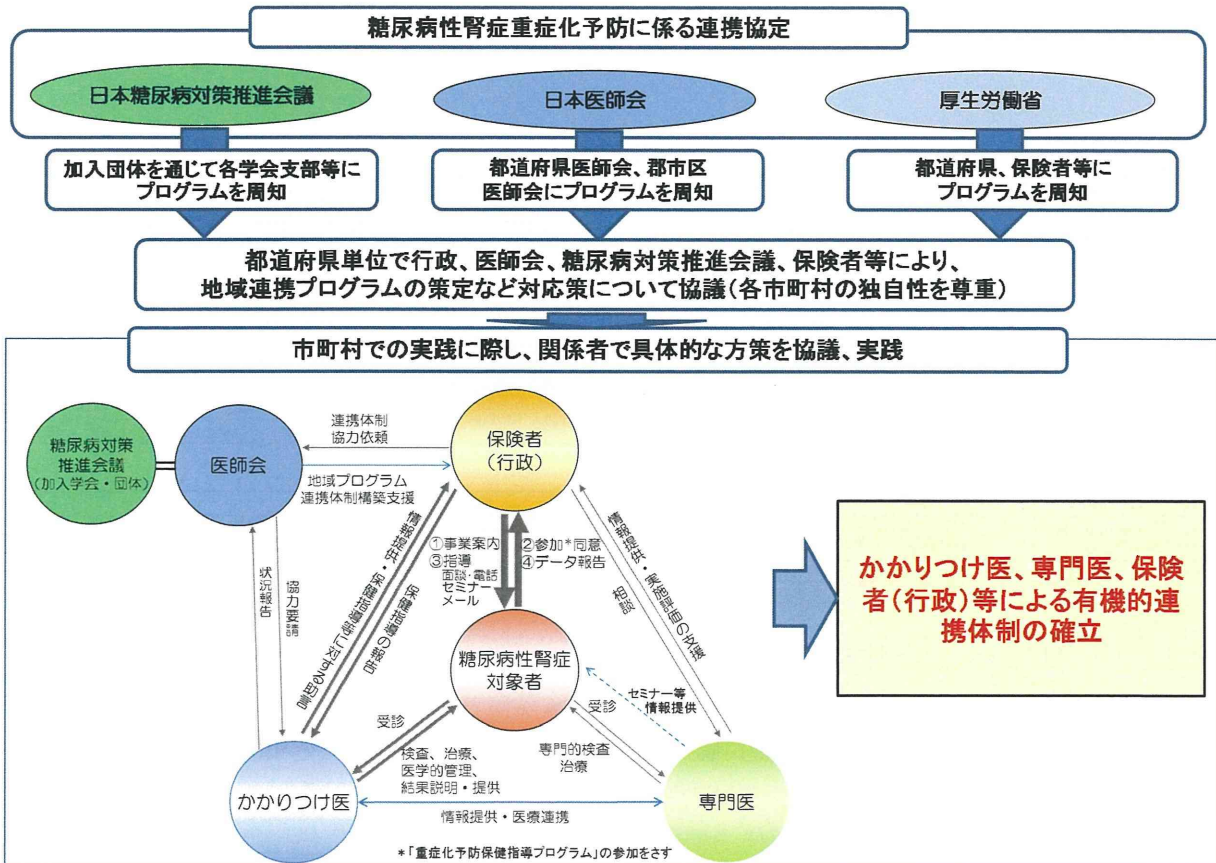 糖尿病性腎症重症化予防に係る連携協定
日本糖尿病対策推進会議
日本医師会
厚生労働省
加入団体を通じて各学会支部等に
プログラムを周知
都道府県医師会、郡市区
医師会にプログラムを周知
都道府県、保険者等に
プログラムを周知
都道府県単位で行政、医師会、糖尿病対策推進会議、保険者等により、
地域連携プログラムの策定など対応策について協議(各市町村の独自性を尊重)
市町村での実践に際し、関係者で具体的な方策を協議、実践
糖尿病対策
推進会議
(加入学会・団体)
医師会
連携体制
協力依頼
地域プログラム
連携体制構築支援
保険者
(行政)
状況報告
協力要請
情報提供・保健指導等に対する助言
保健指導の報告
①事業案内
③指導
面談・電話
セミナー
メール
②参加*同意
④データ報告
情報提供・実施評価の支援
相談
糖尿病性腎症
対象者
セミナー等
情報提供
受診
検査、治療、
医学的管理、
結果説明・提供
受診
専門的検査
治療
かかりつけ医
専門医
情報提供・医療連携
*「重症化予防保健指導プログラム」の参加をさす
かかりつけ医、専門医、保険
者(行政)等による有機的連
携体制の確立